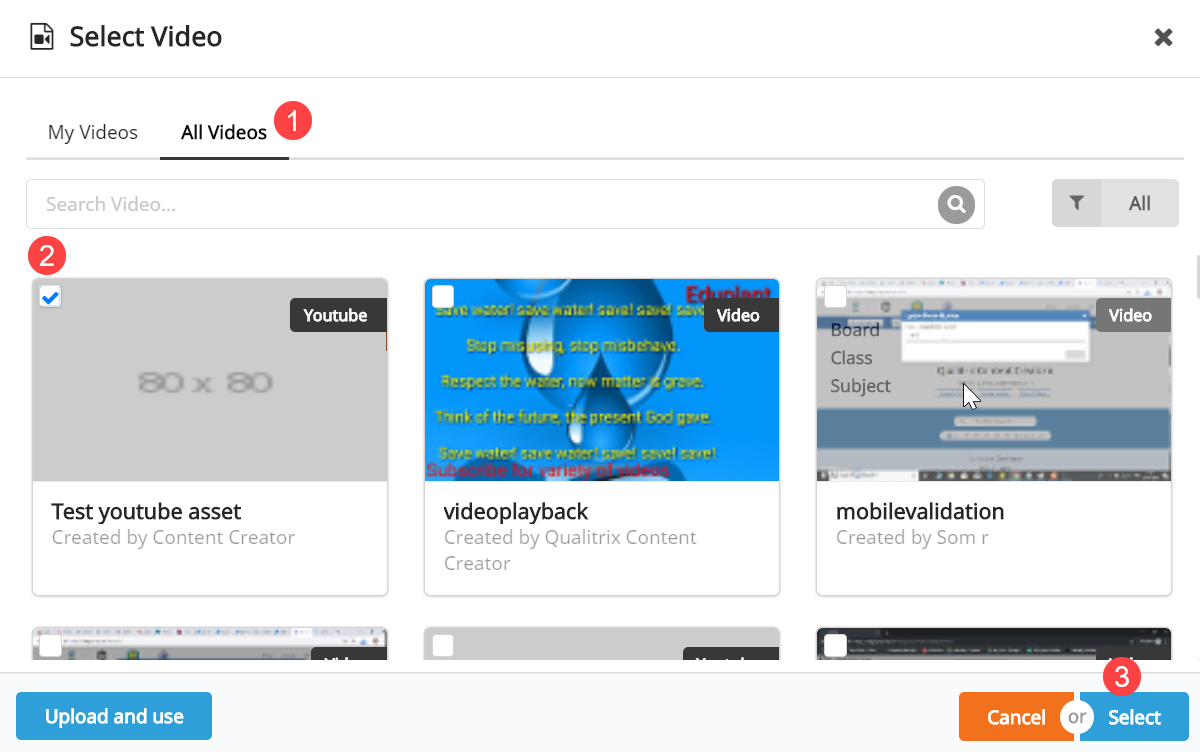 Select Video
My Videos
All Videos
1
Search Video...
All
2
Youtube
80 x 80
Test youtube asset
Created by Content Creator
Eduplant
Save water! save water! save! save! save!
Video
Stop misusing, stop misbehave.
Respect the water, now matter is grave.
Think of the future, the present God gave.
Save water! save water! save! save! save!
Subscribe for variety of videos
videoplayback
Created by Qualitrix Content
Creator
Video
Board
Class
Subject
mobilevalidation
Created by Som r
3
Upload and use
Cancel
or
Select